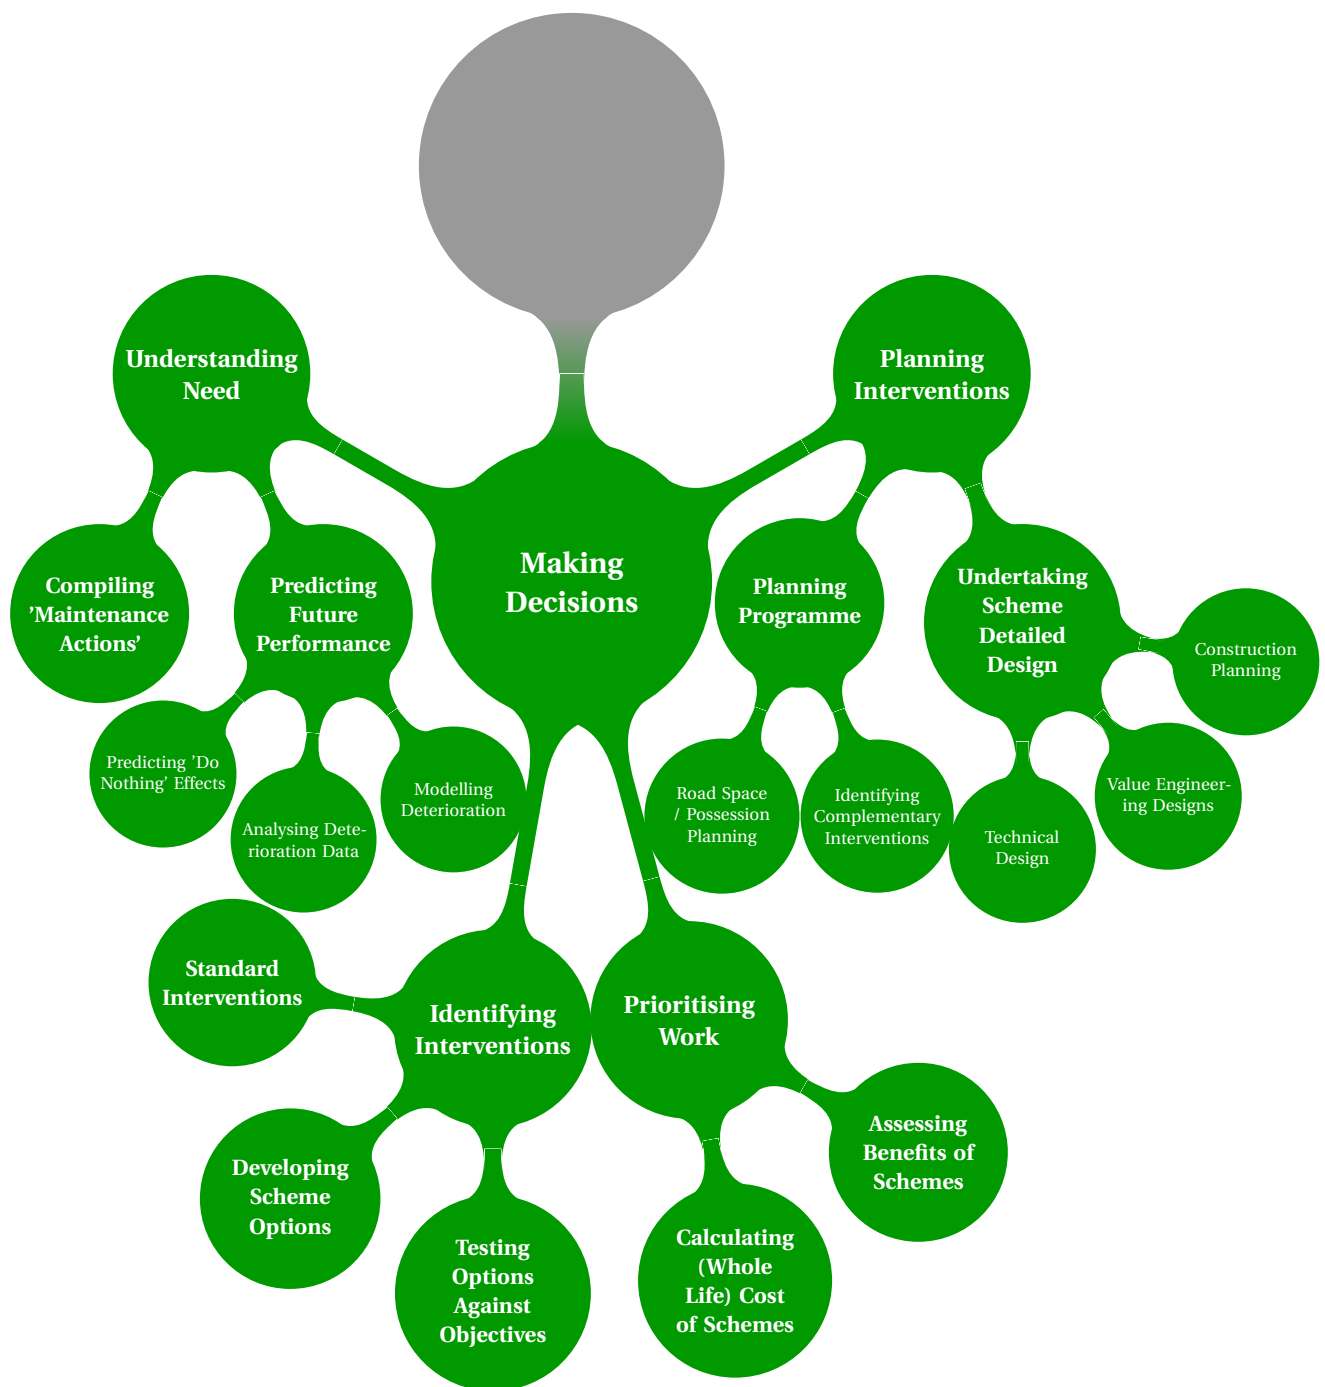 Understanding
Need
Planning
Interventions
Making
Decisions
Compiling
’Maintenance
Actions’
Predicting
Future
Performance
Planning
Programme
Undertaking
Scheme
Detailed
Design
Construction
Planning
Predicting ’Do
Nothing’ Effects
Analysing Dete-
rioration Data
Modelling
Deterioration
Road Space
/ Possession
Planning
Identifying
Complementary
Interventions
Technical
Design
Value Engineer-
ing Designs
Standard
Interventions
Identifying
Interventions
Prioritising
Work
Developing
Scheme
Options
Testing
Options
Against
Objectives
Calculating
(Whole
Life) Cost
of Schemes
Assessing
Benefits of
Schemes